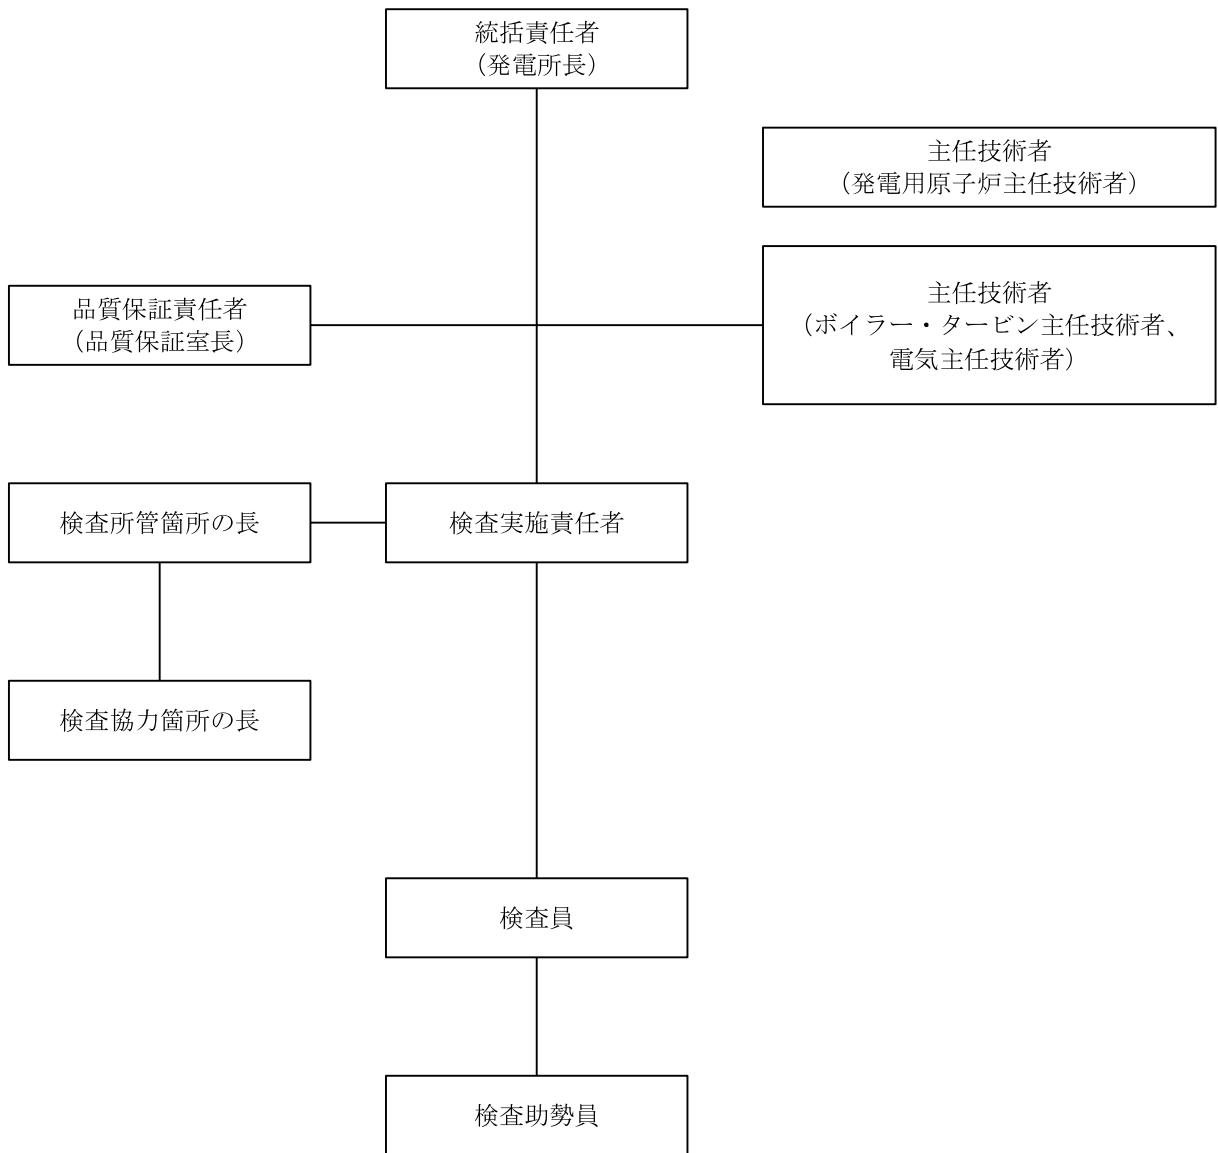 統括責任者
（発電所長）
主任技術者
（発電用原子炉主任技術者）
品質保証責任者
（品質保証室長）
主任技術者
（ボイラー・タービン主任技術者、
電気主任技術者）
検査所管箇所の長
検査実施責任者
検査協力箇所の長
検査員
検査助勢員